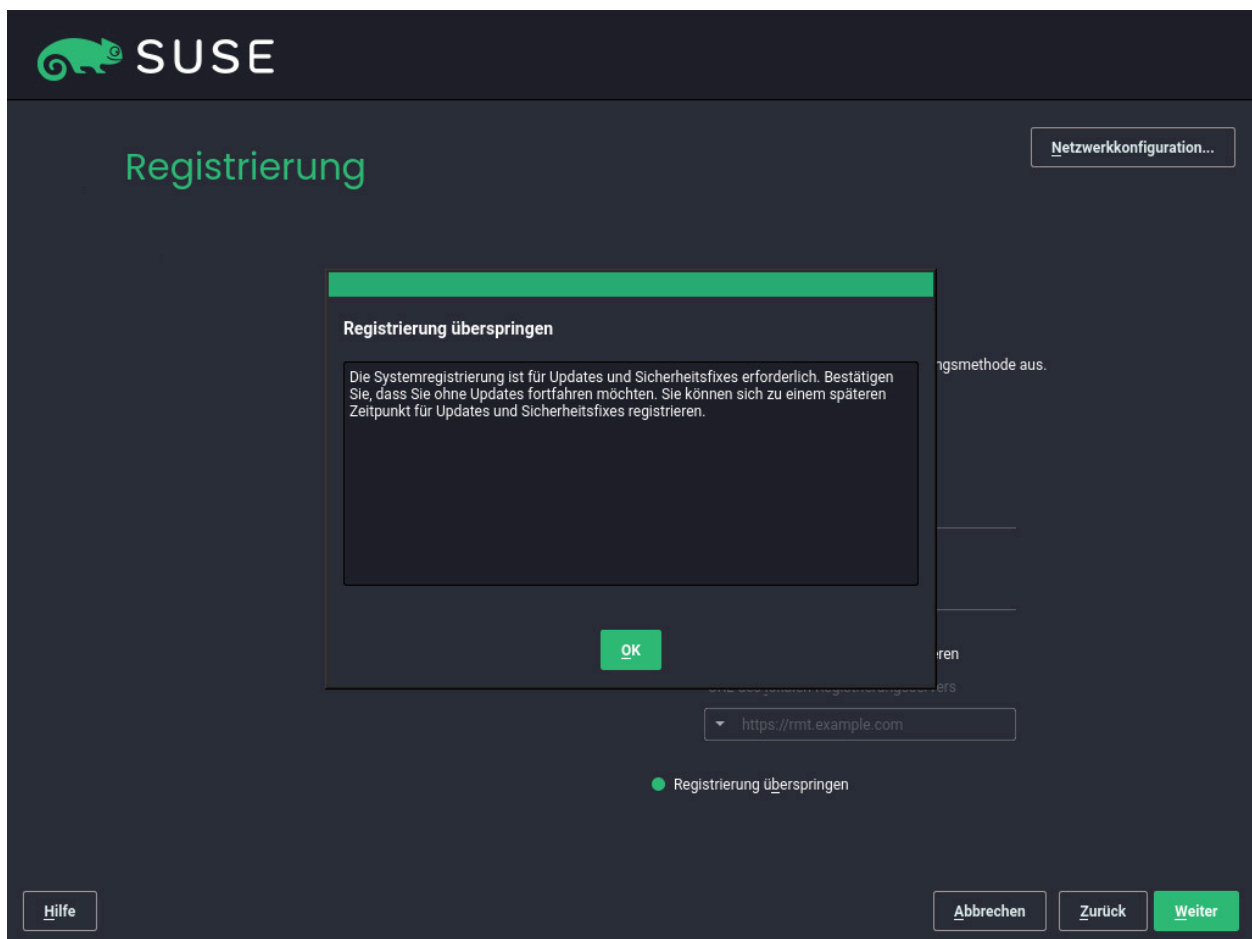 SUSE
Registrierung
Netzwerkkonfiguration...
Registrierung überspringen
Die Systemregistrierung ist für Updates und Sicherheitsfixes erforderlich. Bestätigen
Sie, dass Sie ohne Updates fortfahren möchten. Sie können sich zu einem späteren
Zeitpunkt für Updates und Sicherheitsfixes registrieren.
ngsmethode aus.
OK
ren
ers
https://rmt.example.com
Registrierung überspringen
Hilfe
Abbrechen
Zurück
Weiter